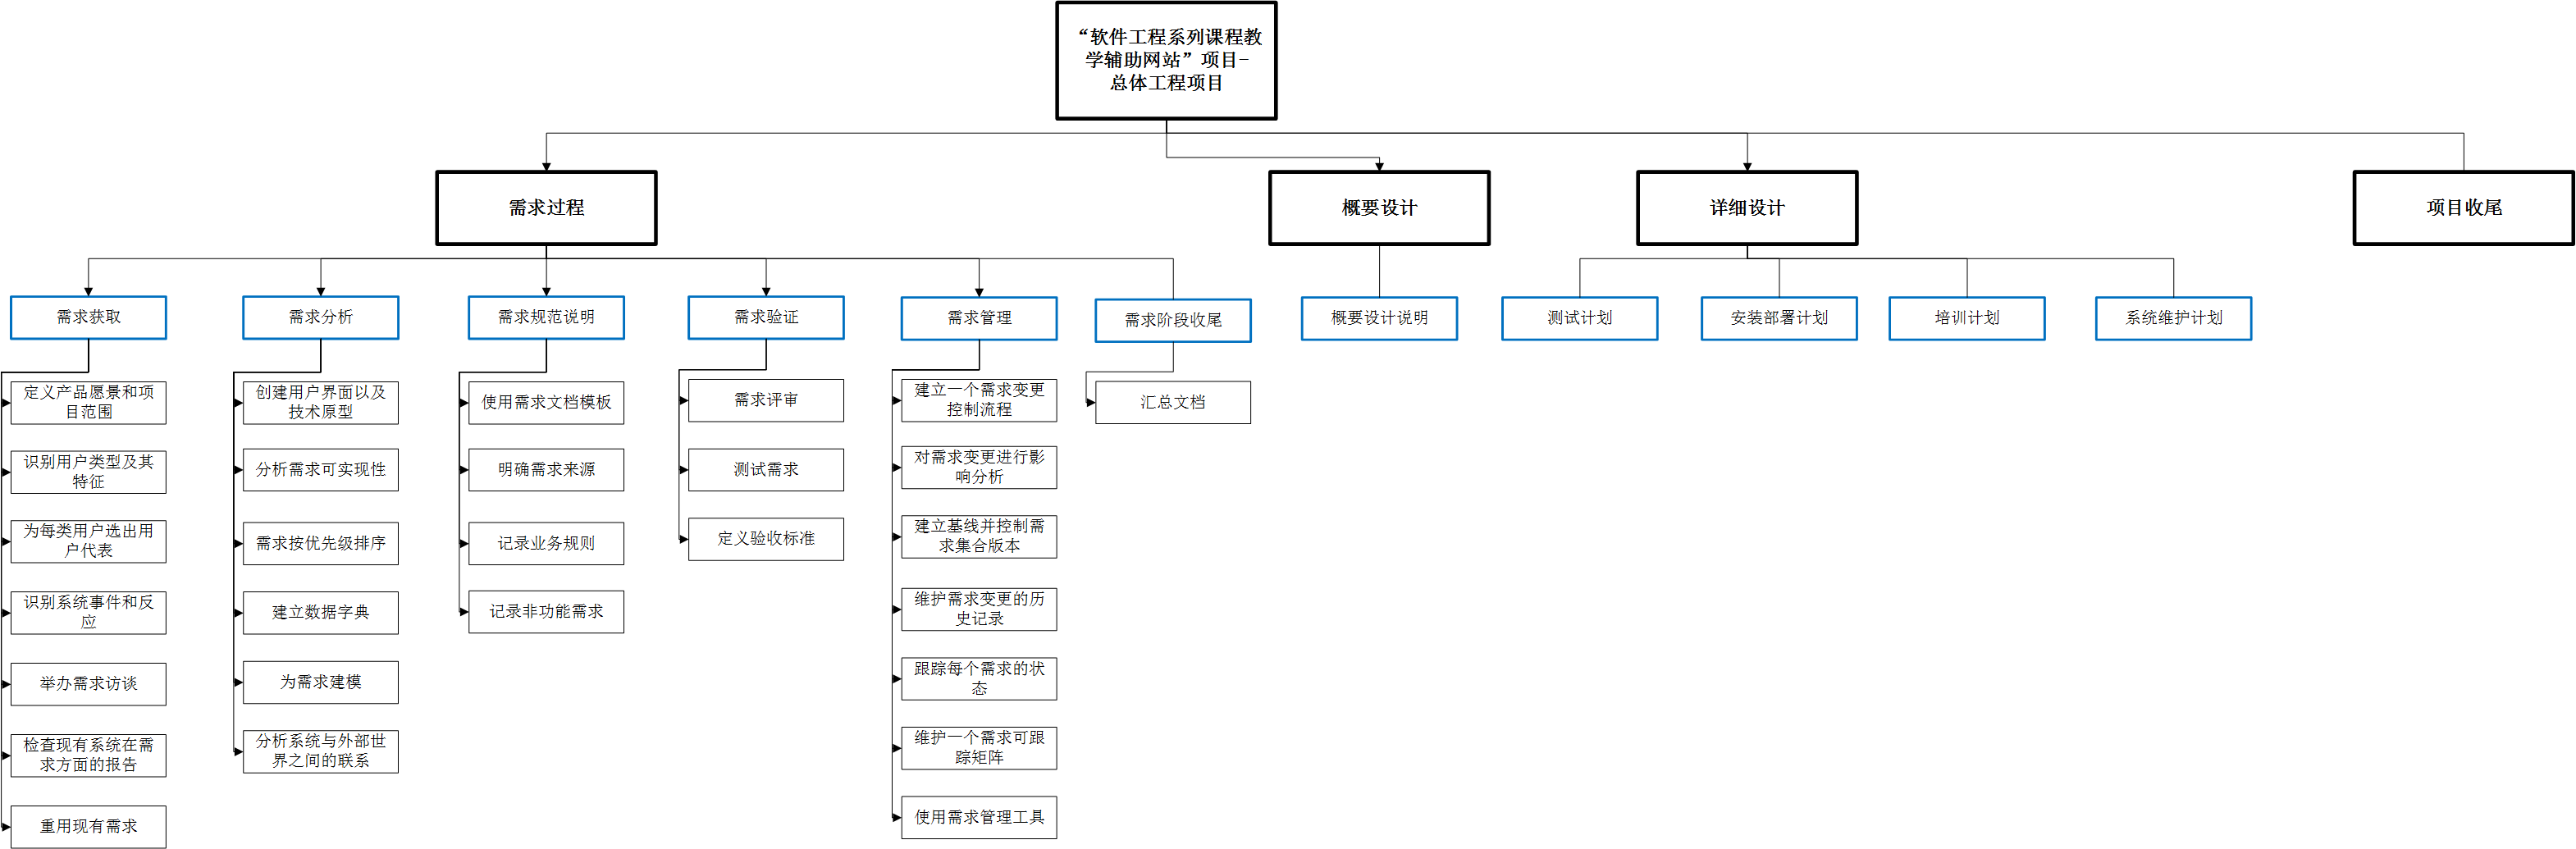 “软件工程系列课程教
学辅助网站”项目-
总体工程项目
需求过程
概要设计
详细设计
项目收尾
需求获取
需求分析
需求规范说明
需求验证
需求管理
需求阶段收尾
概要设计说明
测试计划
安装部署计划
培训计划
系统维护计划
定义产品愿景和项
目范围
识别用户类型及其
特征
为每类用户选出用
户代表
识别系统事件和反
应
举办需求访谈
检查现有系统在需
求方面的报告
重用现有需求
创建用户界面以及
技术原型
分析需求可实现性
需求按优先级排序
建立数据字典
为需求建模
分析系统与外部世
界之间的联系
使用需求文档模板
明确需求来源
记录业务规则
记录非功能需求
需求评审
测试需求
定义验收标准
建立一个需求变更
控制流程
对需求变更进行影
响分析
建立基线并控制需
求集合版本
维护需求变更的历
史记录
跟踪每个需求的状
态
维护一个需求可跟
踪矩阵
使用需求管理工具
汇总文档